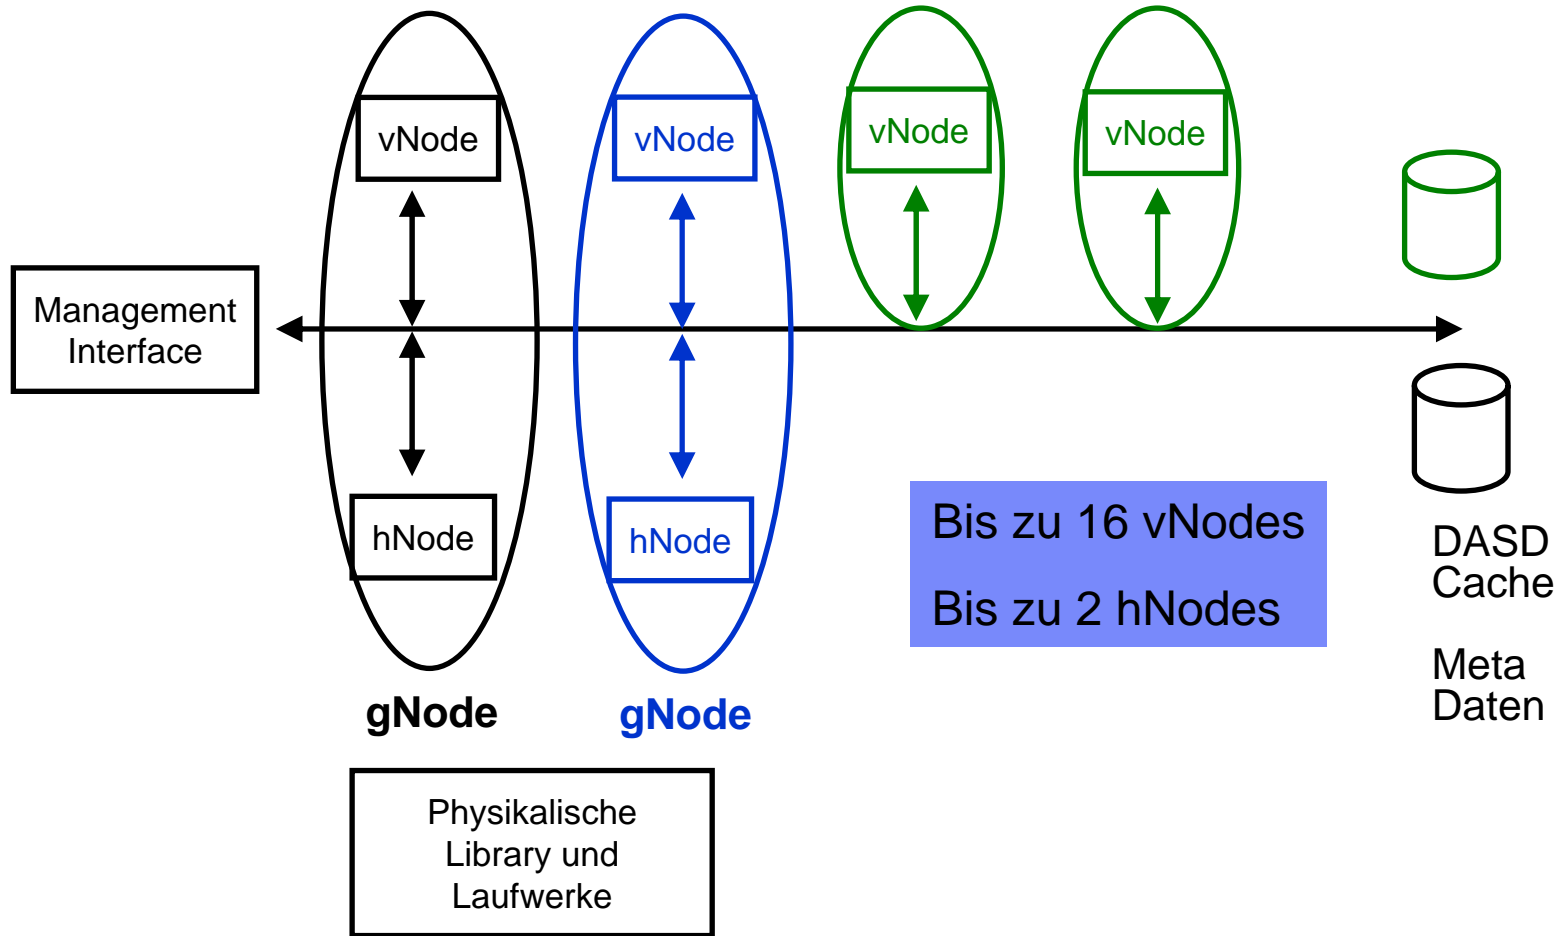 vNode
vNode
vNode
vNode
Management
Interface
hNode
hNode
Bis zu 16 vNodes
Bis zu 2 hNodes
DASD
Cache
Meta
Daten
gNode
gNode
Physikalische
Library und
Laufwerke